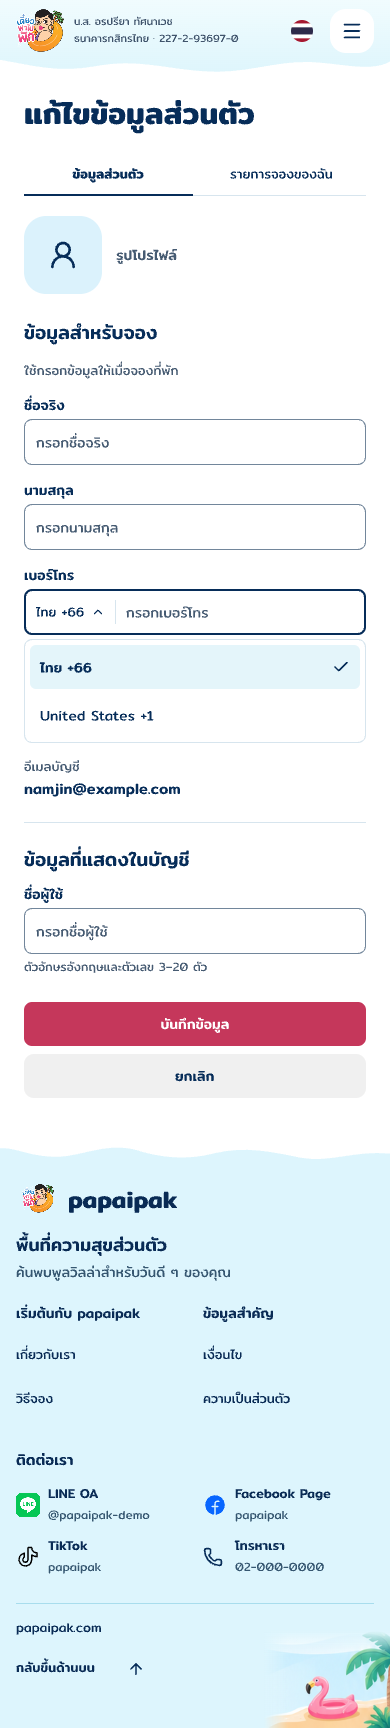 เที่ยว
พาไป
พัก
น.ส. อรปรียา ทัศนาเวช
ธนาคารกสิกรไทย · 227-2-93697-0
แก้ไขข้อมูลส่วนตัว
ข้อมูลส่วนตัว
รายการจองของฉัน
รูปโปรไฟล์
ข้อมูลสำหรับจอง
ใช้กรอกข้อมูลให้เมื่อจองที่พัก
ชื่อจริง
กรอกชื่อจริง
นามสกุล
กรอกนามสกุล
เบอร์โทร
ไทย +66
กรอกเบอร์โทร
ไทย +66
United States +1
อีเมลบัญชี
namjin@example.com
ข้อมูลที่แสดงในบัญชี
ชื่อผู้ใช้
กรอกชื่อผู้ใช้
ตัวอักษรอังกฤษและตัวเลข 3–20 ตัว
บันทึกข้อมูล
ยกเลิก
papaipak
พื้นที่ความสุขส่วนตัว
ค้นพบพูลวิลล่าสำหรับวันดี ๆ ของคุณ
เริ่มต้นกับ papaipak
ข้อมูลสำคัญ
เกี่ยวกับเรา
เงื่อนไข
วิธีจอง
ความเป็นส่วนตัว
ติดต่อเรา
LINE
LINE OA
@papaipak-demo
Facebook Page
papaipak
TikTok
papaipak
โทรหาเรา
02-000-0000
papaipak.com
กลับขึ้นด้านบน